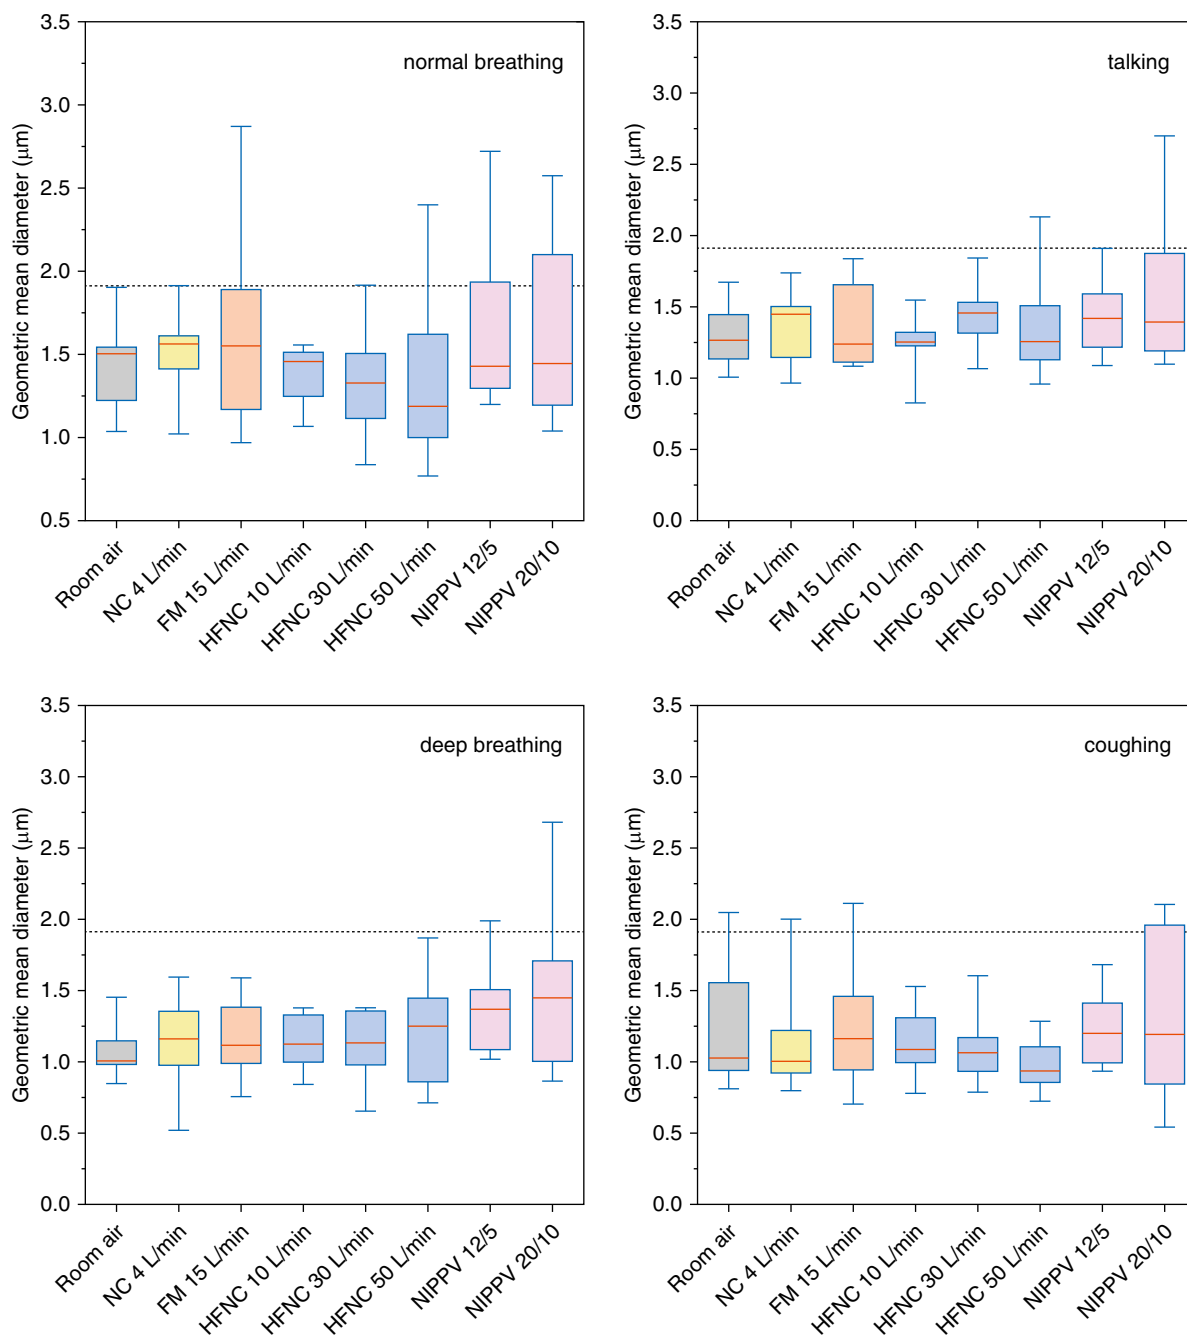 3.5
3.0
2.5
2.0
1.5
1.0
0.5
Geometric mean diameter (μm)
normal breathing
Room air
NC 4 L/min
FM 15 L/min
HFNC 10 L/min
HFNC 30 L/min
HFNC 50 L/min
NIPPV 12/5
NIPPV 20/10
3.5
3.0
2.5
2.0
1.5
1.0
0.5
0.0
Geometric mean diameter (μm)
talking
Room air
NC 4 L/min
FM 15 L/min
HFNC 10 L/min
HFNC 30 L/min
HFNC 50 L/min
NIPPV 12/5
NIPPV 20/10
3.5
3.0
2.5
2.0
1.5
1.0
0.5
0.0
Geometric mean diameter (μm)
deep breathing
Room air
NC 4 L/min
FM 15 L/min
HFNC 10 L/min
HFNC 30 L/min
HFNC 50 L/min
NIPPV 12/5
NIPPV 20/10
3.5
3.0
2.5
2.0
1.5
1.0
0.5
0.0
Geometric mean diameter (μm)
coughing
Room air
NC 4 L/min
FM 15 L/min
HFNC 10 L/min
HFNC 30 L/min
HFNC 50 L/min
NIPPV 12/5
NIPPV 20/10